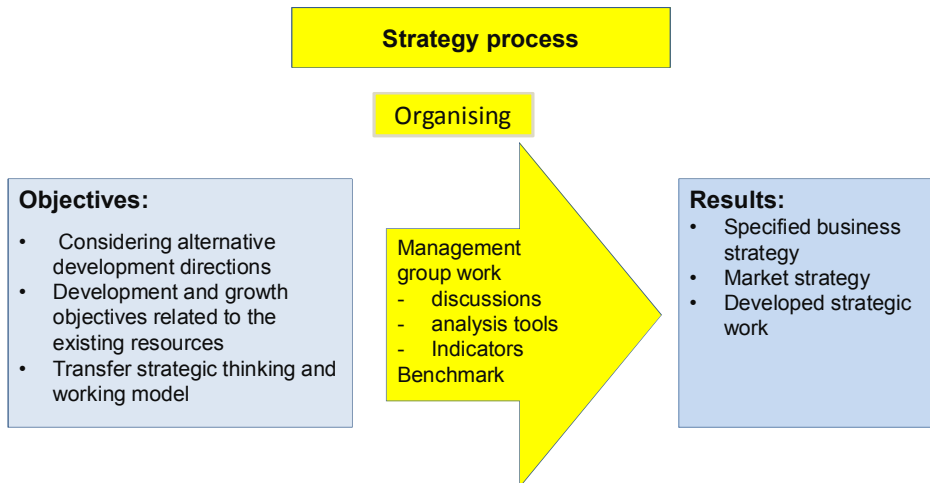 Strategy process
Organising
Objectives:
• Considering alternative
development directions
• Development and growth
objectives related to the
existing resources
• Transfer strategic thinking and
working model
Management
group work
- discussions
- analysis tools
- Indicators
Benchmark
Results:
• Specified business
strategy
• Market strategy
• Developed strategic
work